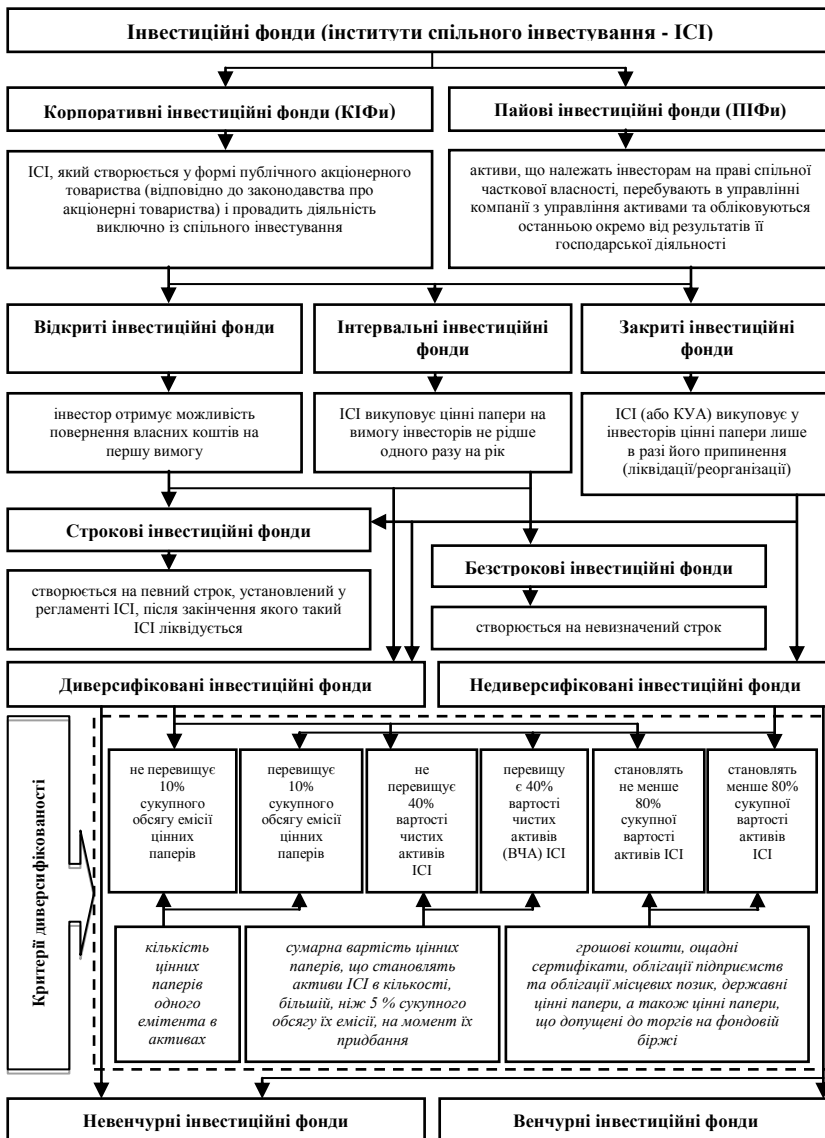 Інвестиційні фонди (інститути спільного інвестування - ІСІ)
Корпоративні інвестиційні фонди (КІФи)
Пайові інвестиційні фонди (ПІФи)
ІСІ, який створюється у формі публічного акціонерного
товариства (відповідно до законодавства про
акціонерні товариства) і провадить діяльність
виключно із спільного інвестування
активи, що належать інвесторам на праві спільної
часткової власності, перебувають в управлінні
компанії з управління активами та обліковуються
останньою окремо від результатів її
господарської діяльності
Відкриті інвестиційні фонди
Інтервальні інвестиційні
фонди
Закриті інвестиційні
фонди
інвестор отримує можливість
повернення власних коштів на
першу вимогу
ІСІ викуповує цінні папери на
вимогу інвесторів не рідше
одного разу на рік
ІСІ (або КУА) викуповує у
інвесторів цінні папери лише
в разі його припинення
(ліквідації/реорганізації)
Строкові інвестиційні фонди
Безстрокові інвестиційні фонди
створюється на певний строк, установлений у
регламенті ІСІ, після закінчення якого такий
ІСІ ліквідується
створюється на невизначений строк
Диверсифіковані інвестиційні фонди
Недиверсифіковані інвестиційні фонди
Критерії диверсифікованості
не перевищує
10%
сукупного
обсягу емісії
цінних
паперів
перевищує
10%
сукупного
обсягу емісії
цінних
паперів
не
перевищує
40%
вартості
чистих
активів
ІСІ
перевищу
є 40%
вартості
чистих
активів
(ВЧА) ІСІ
становлять
не менше
80%
сукупної
вартості
активів ІСІ
становлять
менше 80%
сукупної
вартості
активів
ІСІ
кількість
цінних
паперів
одного
емітента в
активах
сумарна вартість цінних
паперів, що становлять
активи ІСІ в кількості,
більшій, ніж 5 % сукупного
обсягу їх емісії, на момент їх
придбання
грошові кошти, ощадні
сертифікати, облігації підприємств
та облігації місцевих позик, державні
цінні папери, а також цінні папери,
що допущені до торгів на фондовій
біржі
Невенчурні інвестиційні фонди
Венчурні інвестиційні фонди